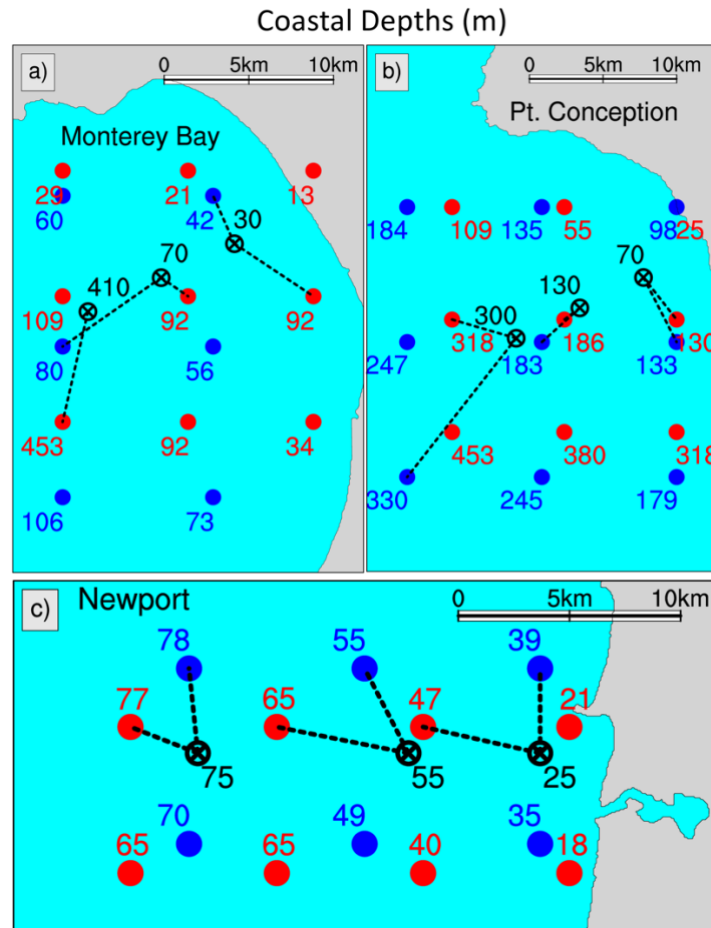 Coastal Depths (m)
a)
0 5km 10km
Monterey Bay
29 21 13
60 42 30
70
410
109 92 92
80 56
453 92 34
106 73
b)
0 5km 10km
Pt. Conception
184 109 135 55 98 25
70
130
300
318 186 130
247 183 133
453 380 318
330 245 179
c)
Newport
0 5km 10km
78 55 39
77 65 47 21
75 55 25
70 49 35
65 65 40 18